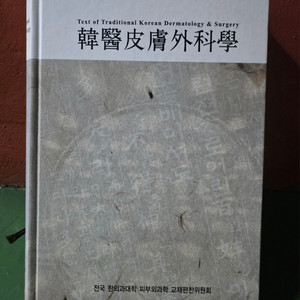 Text of Traditional Korean Dermatology & Surgery
韓醫皮膚外科學
전국 한의과대학 피부외과학 교재편찬위원회